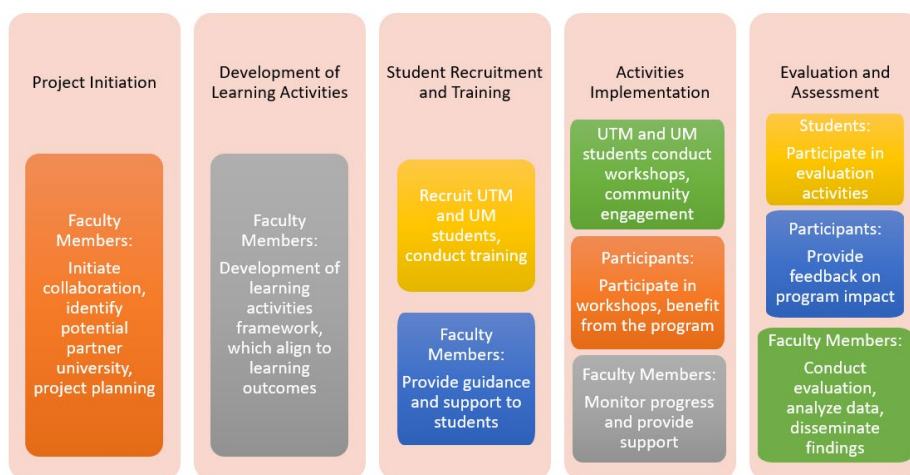 Project Initiation
Faculty
Members:
Initiate
collaboration,
identify
potential
partner
university,
project planning
Development of
Learning Activities
Faculty
Members:
Development of
learning
activities
framework,
which align to
learning
outcomes
Student Recruitment
and Training
Recruit UTM
and UM
students,
conduct training
Faculty
Members:
Provide guidance
and support to
students
Activities
Implementation
UTM and UM
students conduct
workshops,
community
engagement
Participants:
Participate in
workshops, benefit
from the program
Faculty Members:
Monitor progress
and provide
support
Evaluation and
Assessment
Students:
Participate in
evaluation
activities
Participants:
Provide
feedback on
program impact
Faculty Members:
Conduct
evaluation,
analyze data,
disseminate
findings